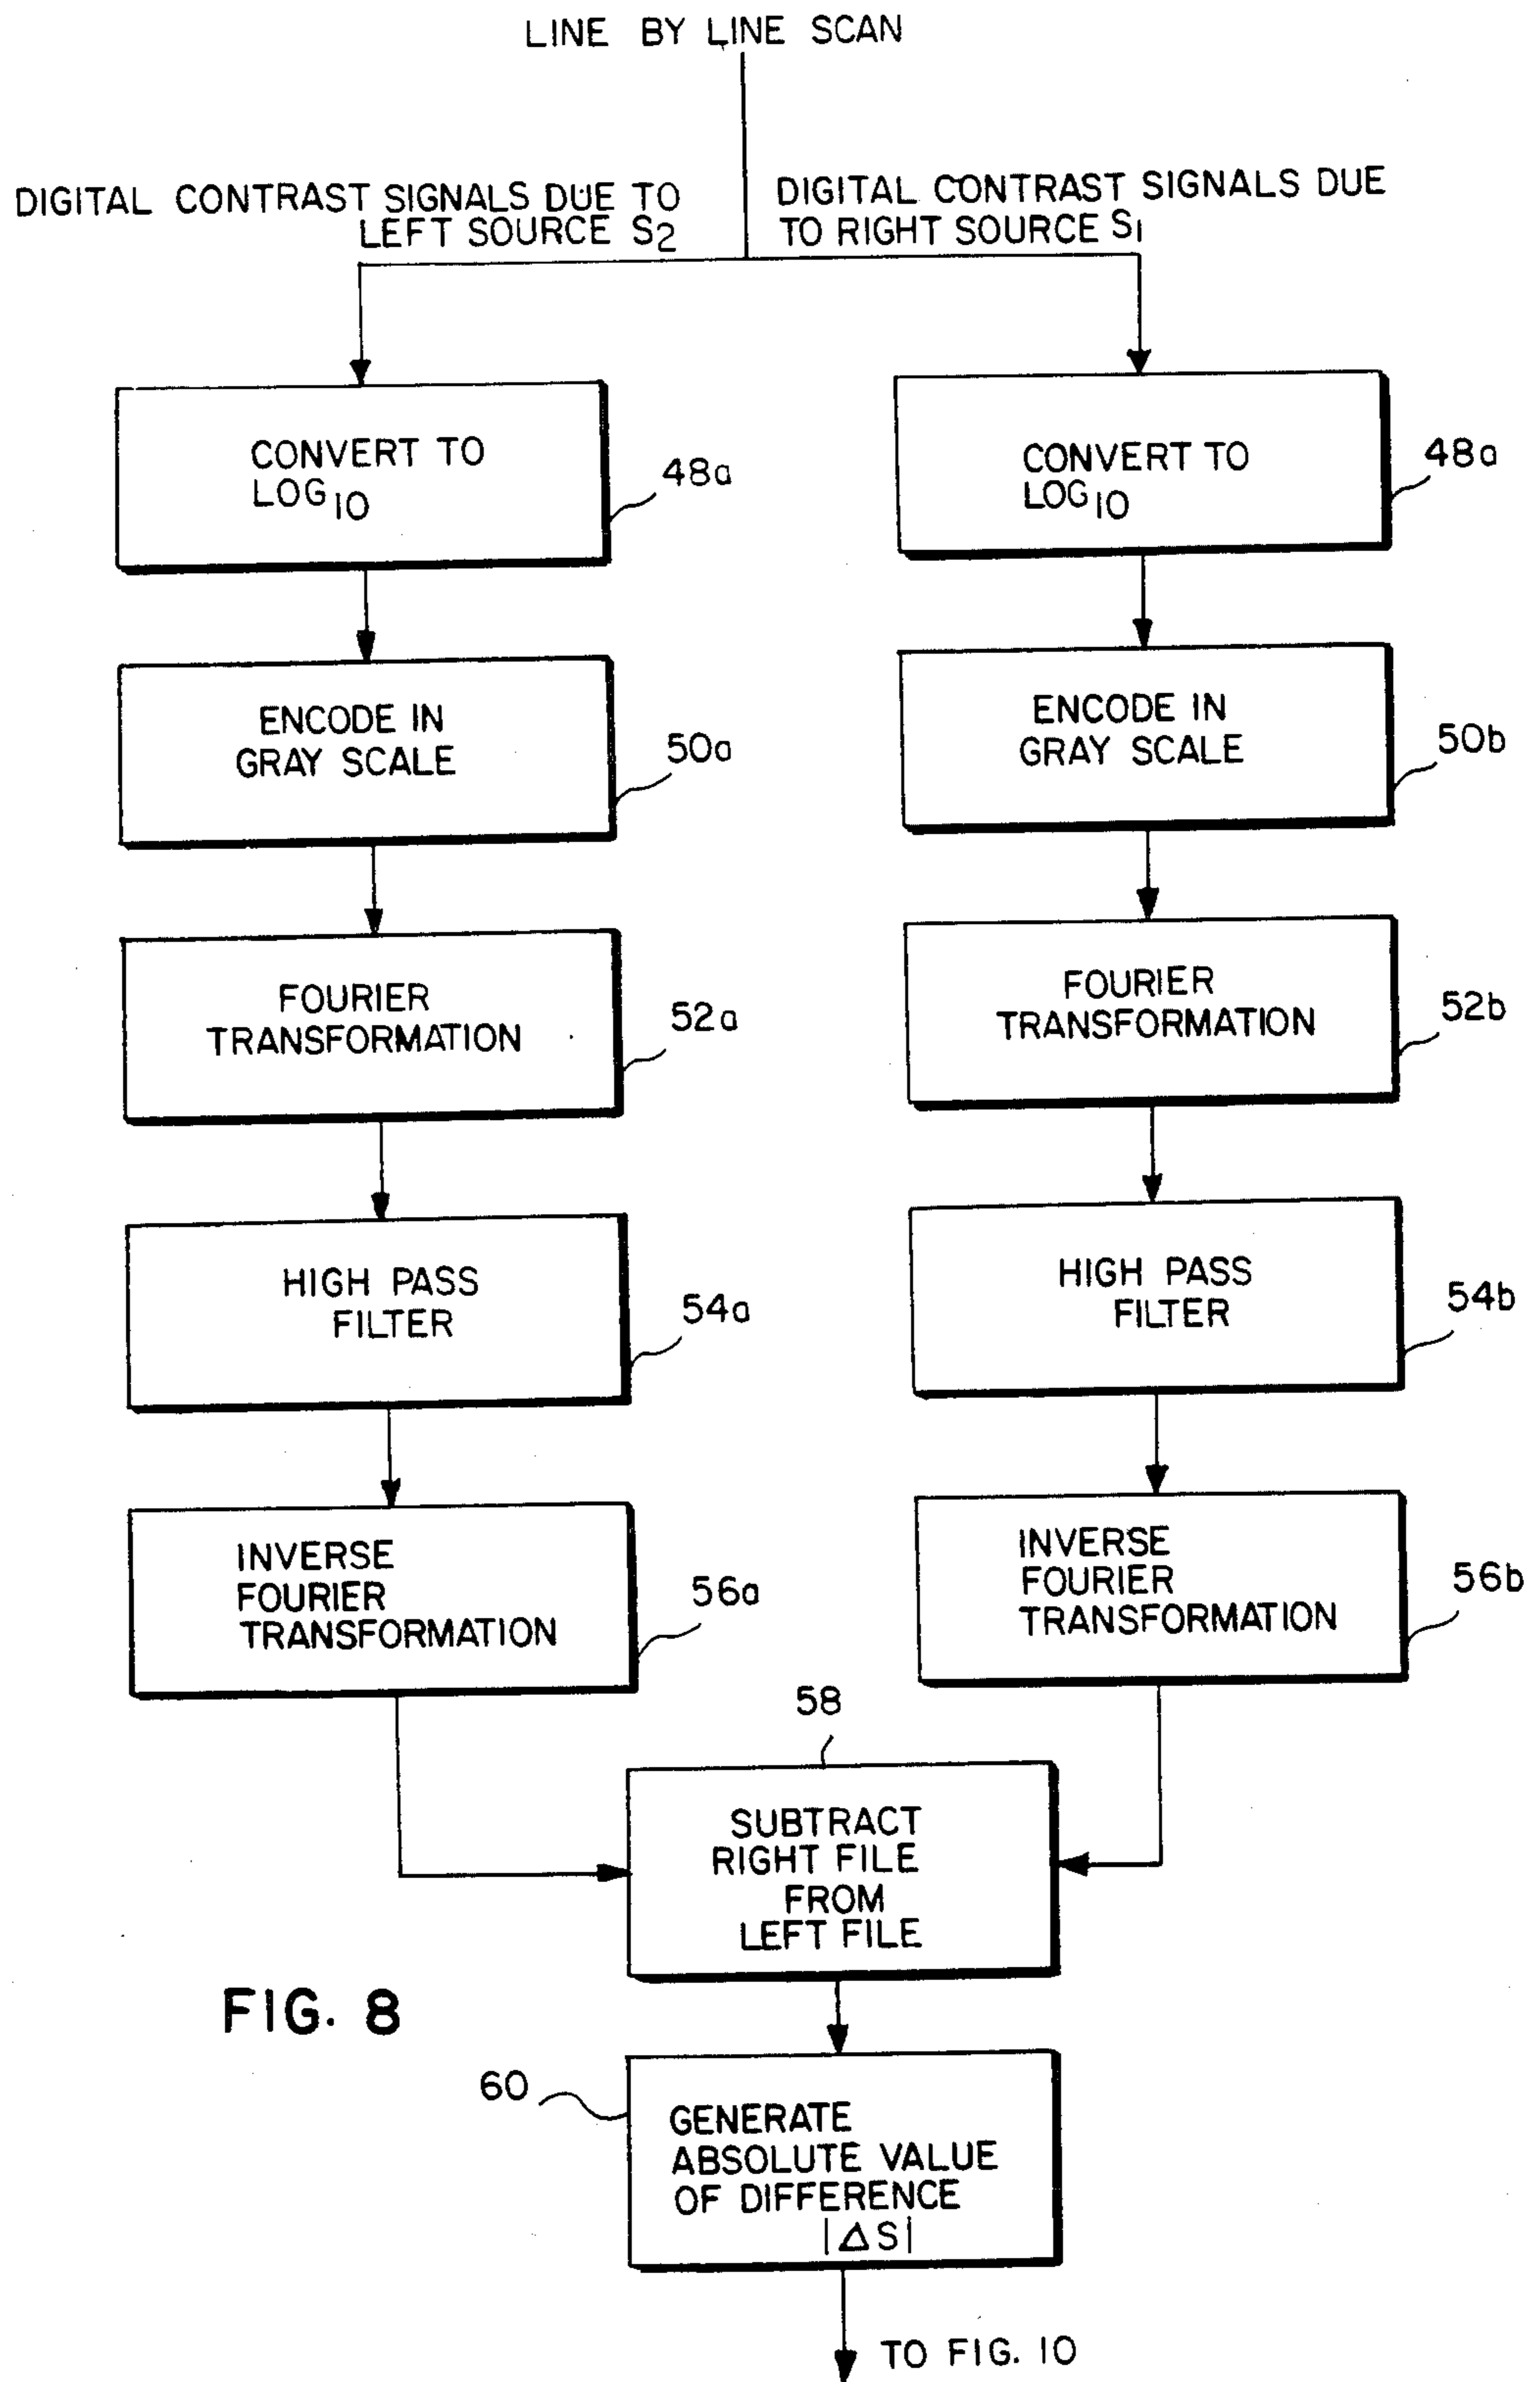 LINE BY LINE SCAN
DIGITAL CONTRAST SIGNALS DUE TO
LEFT SOURCE S2
DIGITAL CONTRAST SIGNALS DUE
TO RIGHT SOURCE S1
CONVERT TO
LOG10
48a
CONVERT TO
LOG10
48a
ENCODE IN
GRAY SCALE
50a
ENCODE IN
GRAY SCALE
50b
FOURIER
TRANSFORMATION
52a
FOURIER
TRANSFORMATION
52b
HIGH PASS
FILTER
54a
HIGH PASS
FILTER
54b
INVERSE
FOURIER
TRANSFORMATION
56a
INVERSE
FOURIER
TRANSFORMATION
56b
58
SUBTRACT
RIGHT FILE
FROM
LEFT FILE
FIG. 8
60
GENERATE
ABSOLUTE VALUE
OF DIFFERENCE
|ΔS|
TO FIG. 10